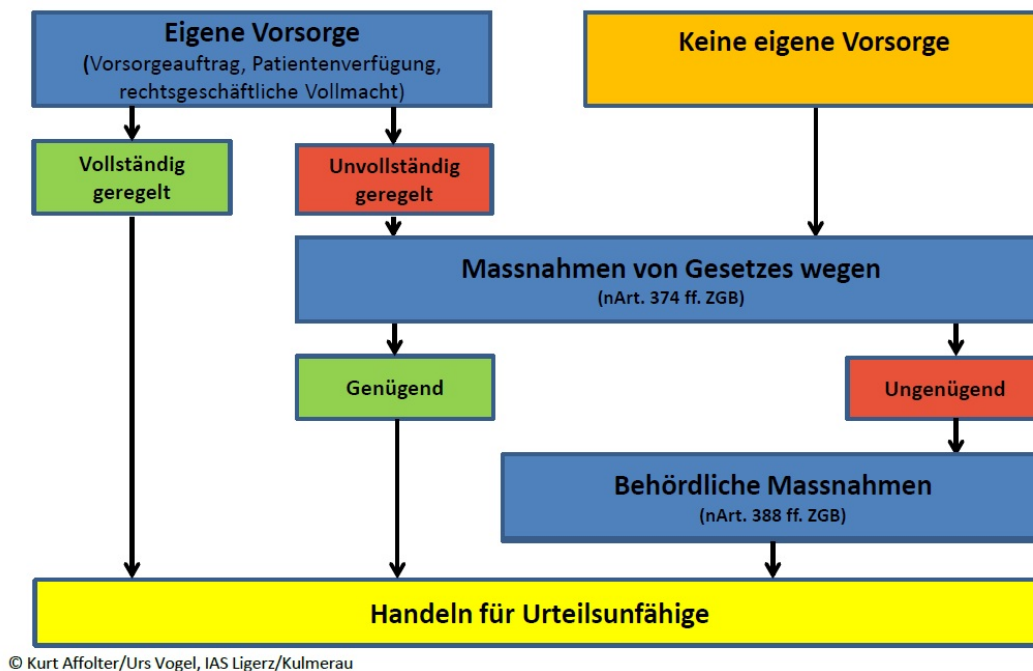 Eigene Vorsorge
(Vorsorgeauftrag, Patientenverfügung,
rechtsgeschäftliche Vollmacht)
Keine eigene Vorsorge
Vollständig
geregelt
Unvollständig
geregelt
Massnahmen von Gesetzes wegen
(nArt. 374 ff. ZGB)
Genügend
Ungenügend
Behördliche Massnahmen
(nArt. 388 ff. ZGB)
Handeln für Urteilsunfähige
© Kurt Affolter/Urs Vogel, IAS Ligerz/Kulmerau